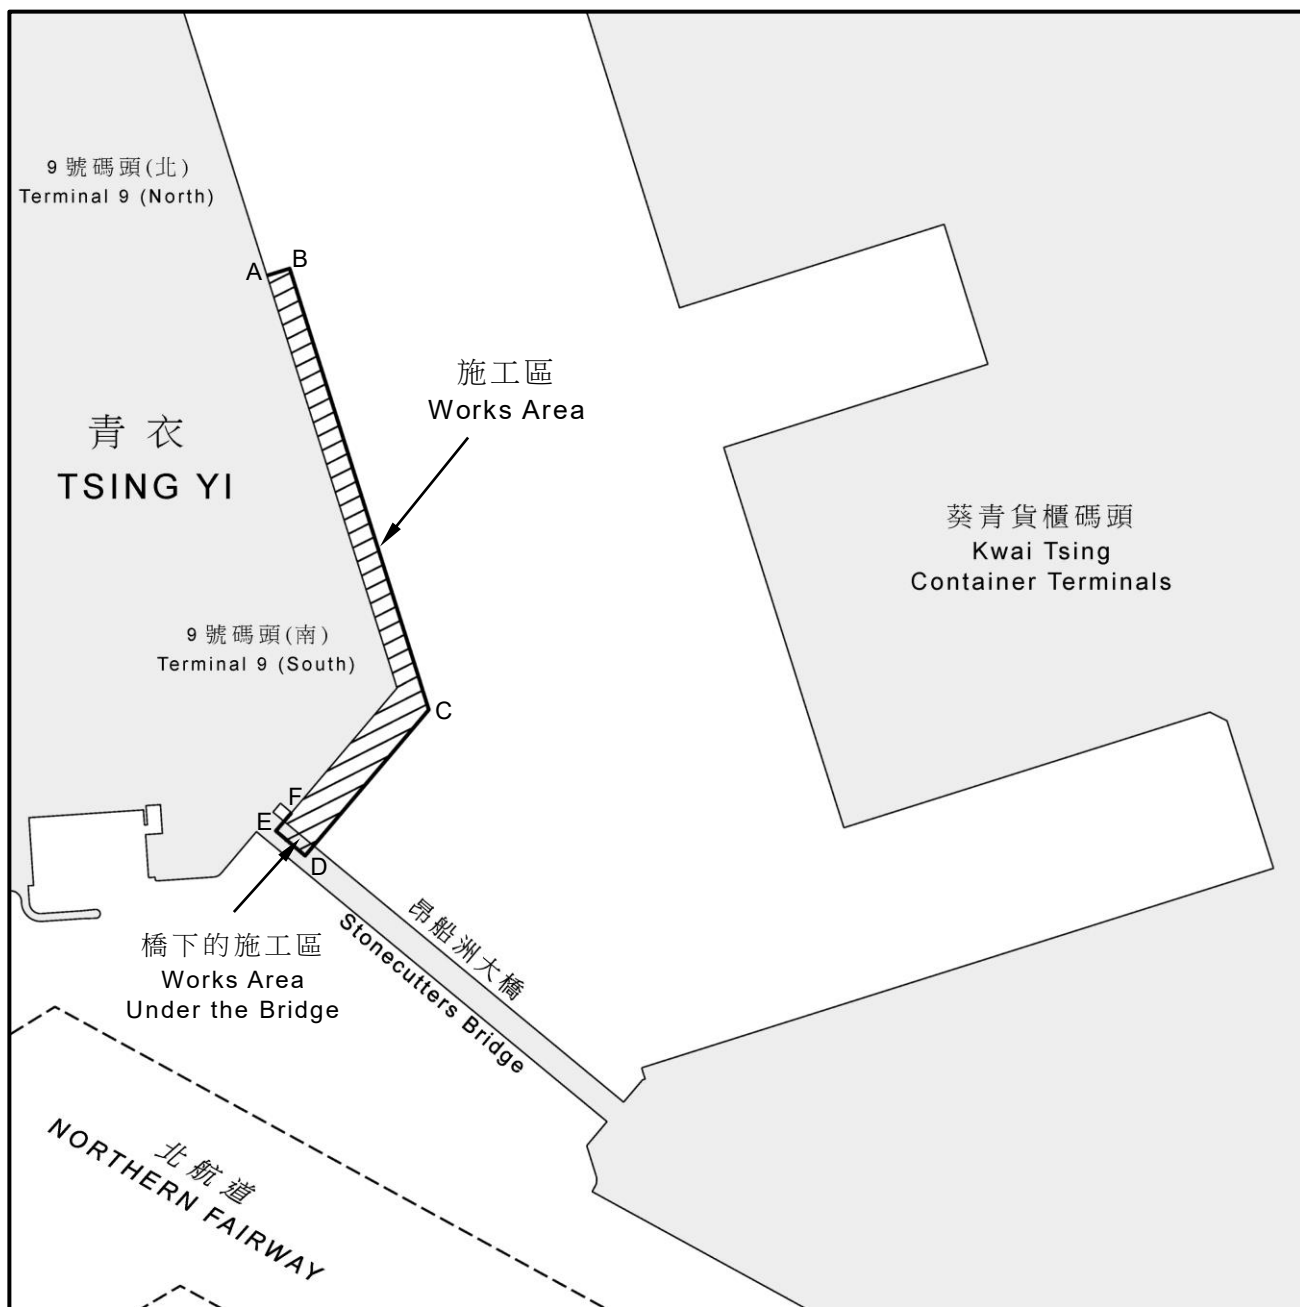 9 號碼頭(北)
Terminal 9 (North)
A
B
施工區
Works Area
青 衣
TSING YI
葵青貨櫃碼頭
Kwai Tsing
Container Terminals
9 號碼頭(南)
Terminal 9 (South)
C
F
E
D
橋下的施工區
Works Area
Under the Bridge
昂船洲大橋
Stonecutters Bridge
北航道
NORTHERN FAIRWAY